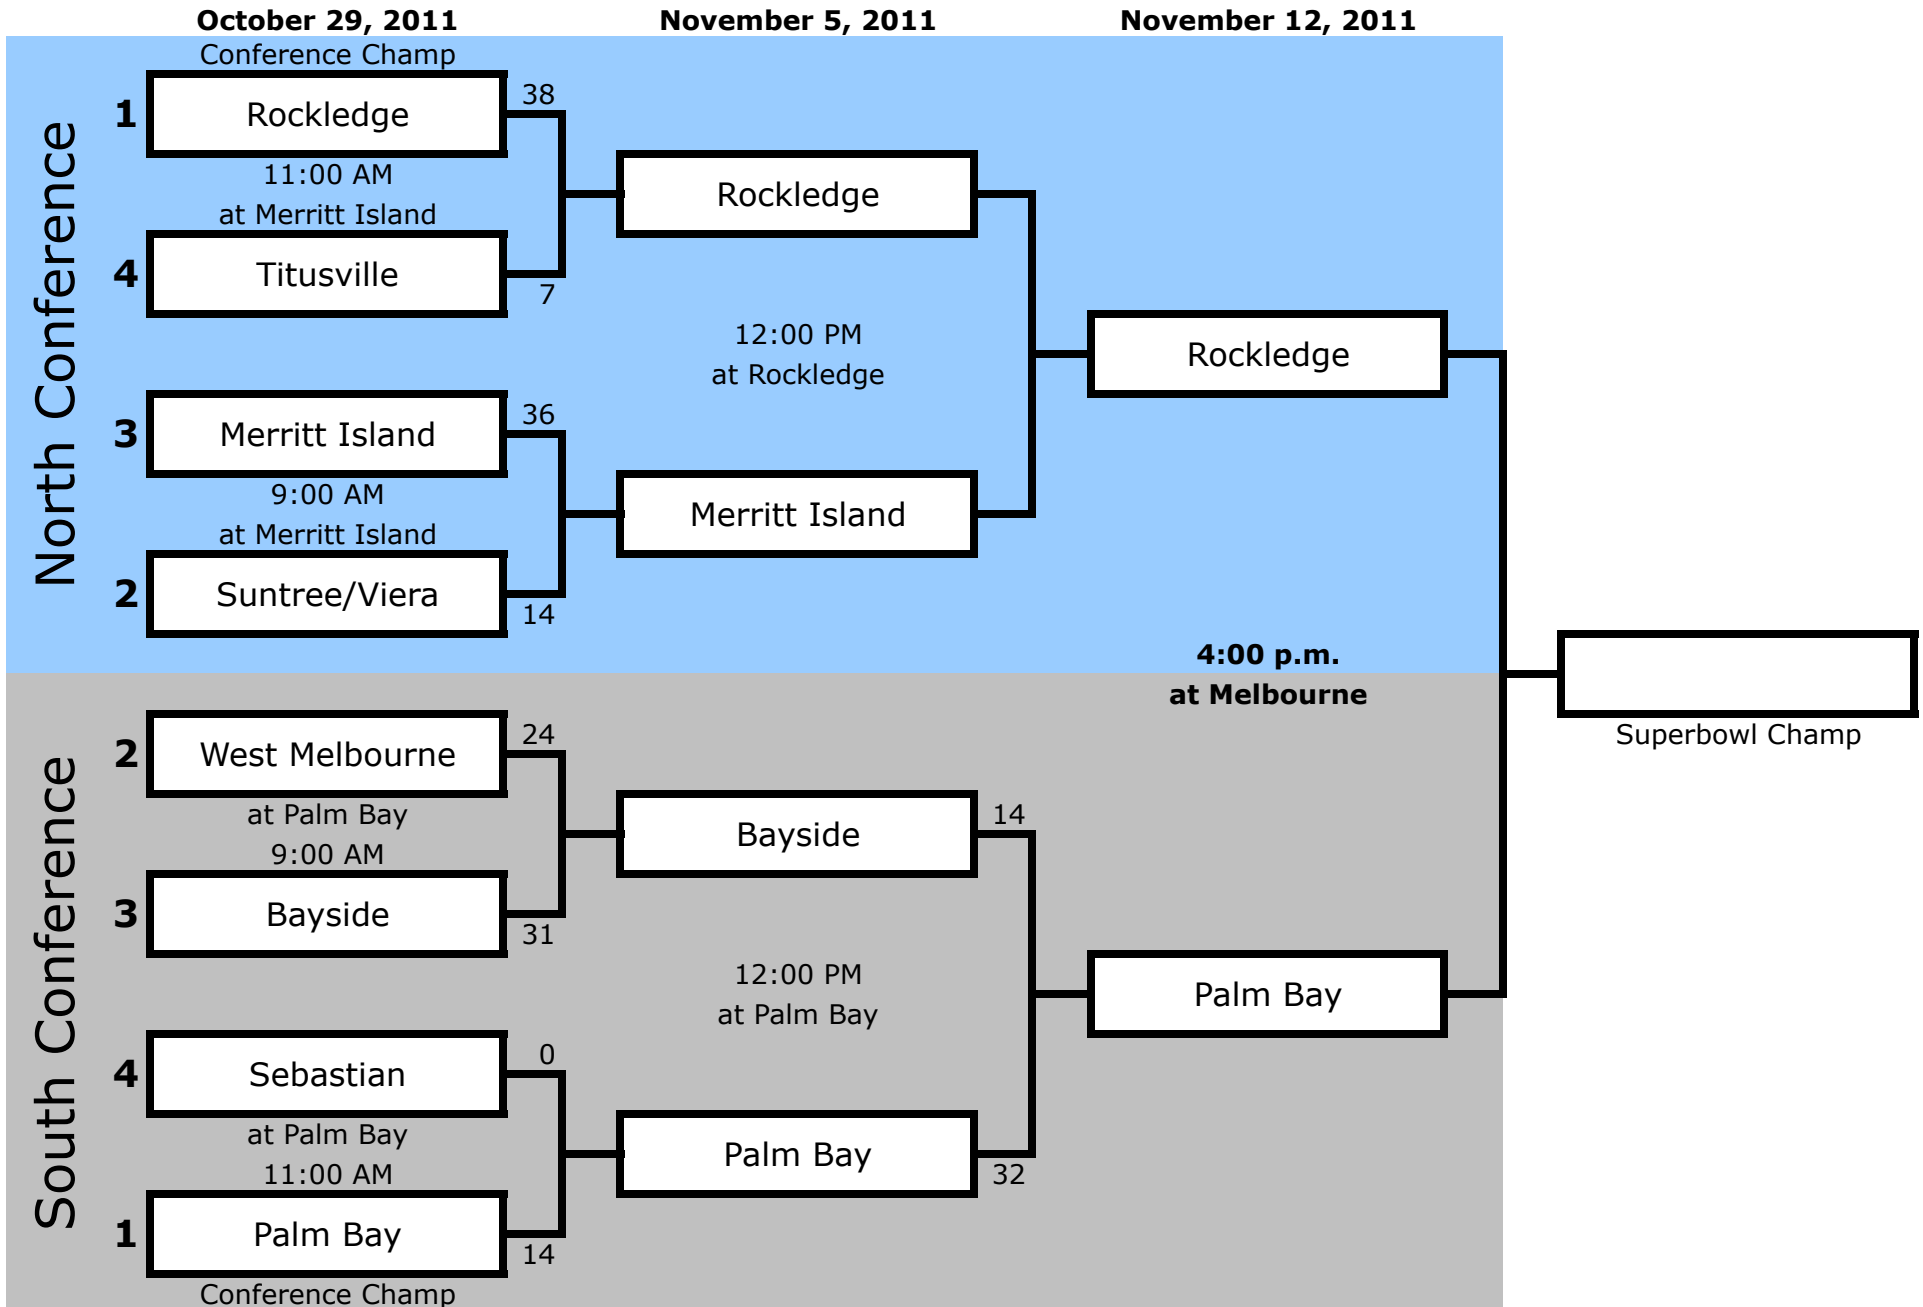 October 29, 2011
November 5, 2011
November 12, 2011
North Conference
Conference Champ
1
Rockledge
38
11:00 AM
at Merritt Island
4
Titusville
7
3
Merritt Island
36
9:00 AM
at Merritt Island
2
Suntree/Viera
14
Rockledge
12:00 PM
at Rockledge
Merritt Island
Rockledge
4:00 p.m.
at Melbourne
Superbowl Champ
South Conference
2
West Melbourne
24
at Palm Bay
9:00 AM
3
Bayside
31
4
Sebastian
0
at Palm Bay
11:00 AM
1
Palm Bay
14
Conference Champ
Bayside
14
12:00 PM
at Palm Bay
Palm Bay
32
Palm Bay